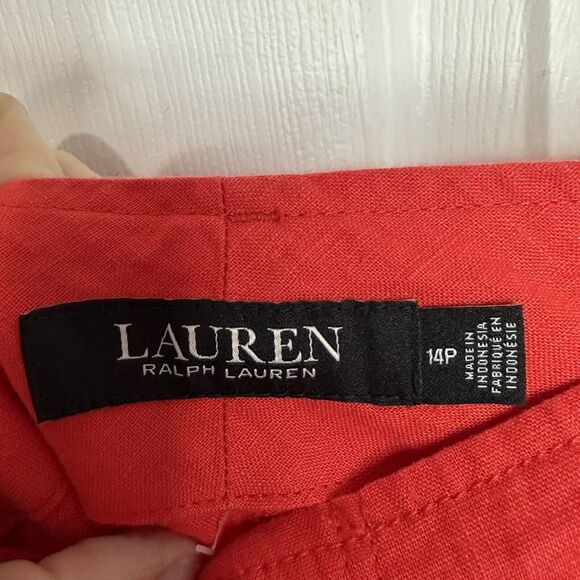 LAUREN
RALPH LAUREN
14P
MADE IN
INDONESIA
FABRIQUÉ EN
INDONÉSIE